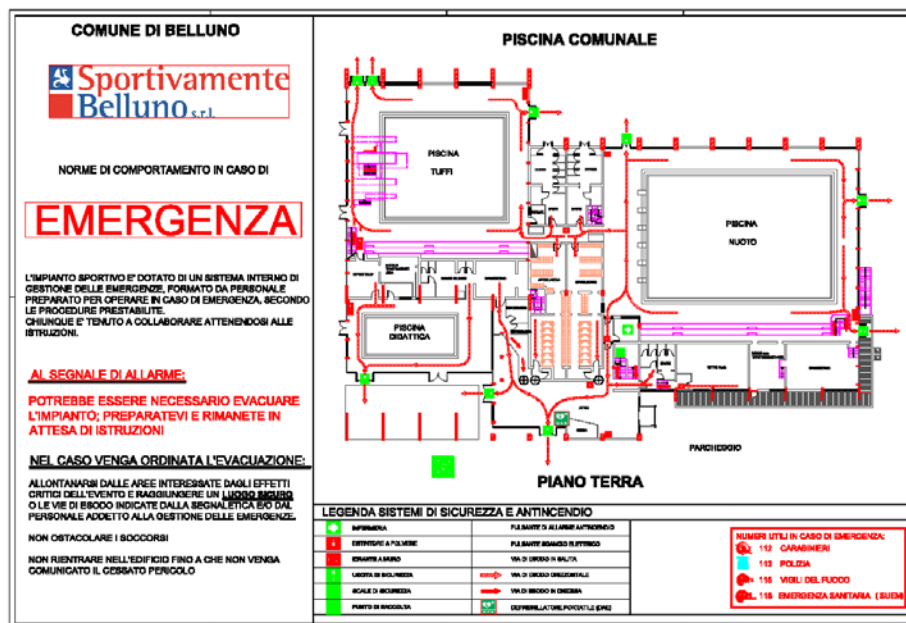 COMUNE DI BELLUNO
Sportivamente
Belluno s.r.l.
NORME DI COMPORTAMENTO IN CASO DI
EMERGENZA
L'IMPIANTO SPORTIVO E' DOTATO DI UN SISTEMA INTERNO DI
GESTIONE DELLE EMERGENZE, FORMATO DA PERSONALE
PREPARATO PER OPERARE IN CASO DI EMERGENZA, SECONDO
LE PROCEDURE PRESTABILITE.
CHIUNQUE E' TENUTO A COLLABORARE ATTENENDOSI ALLE
ISTRUZIONI.
AL SEGNALE DI ALLARME:
POTREBBE ESSERE NECESSARIO EVACUARE
L'IMPIANTO; PREPARATEVI E RIMANETE IN
ATTESA DI ISTRUZIONI
NEL CASO VENGA ORDINATA L'EVACUAZIONE:
ALLONTANARSI DALLE AREE INTERESSATE DAGLI EFFETTI
CRITICI DELL'EVENTO E RAGGIUNGERE UN LUOGO SICURO
O LE VIE DI ESODO INDICATE DALLA SEGNALETICA E/O DAL
PERSONALE ADDETTO ALLA GESTIONE DELLE EMERGENZE.
NON OSTACOLARE I SOCCORSI
NON RIENTRARE NELL'EDIFICIO FINO A CHE NON VENGA
COMUNICATO IL CESSATO PERICOLO
PISCINA COMUNALE
PISCINA
TUFFI
PISCINA
NUOTO
PISCINA
DIDATTICA
PARCHEGGIO
PIANO TERRA
LEGENDA SISTEMI DI SICUREZZA E ANTINCENDIO
INFERMERIA
ESTINTORE A POLVERE
IDRANTE A MURO
USCITA DI SICUREZZA
SCALE DI SICUREZZA
PUNTO DI RACCOLTA
PULSANTE DI ALLARME ANTINCENDIO
PULSANTE SGANCIO ELETTRICO
VIA DI ESODO IN SALITA
VIA DI ESODO ORIZZONTALE
VIA DI ESODO IN DISCESA
DEFIBRILLATORE PORTATILE (DAE)
NUMERI UTILI IN CASO DI EMERGENZA:
112 CARABINIERI
113 POLIZIA
115 VIGILI DEL FUOCO
118 EMERGENZA SANITARIA (SUEM)